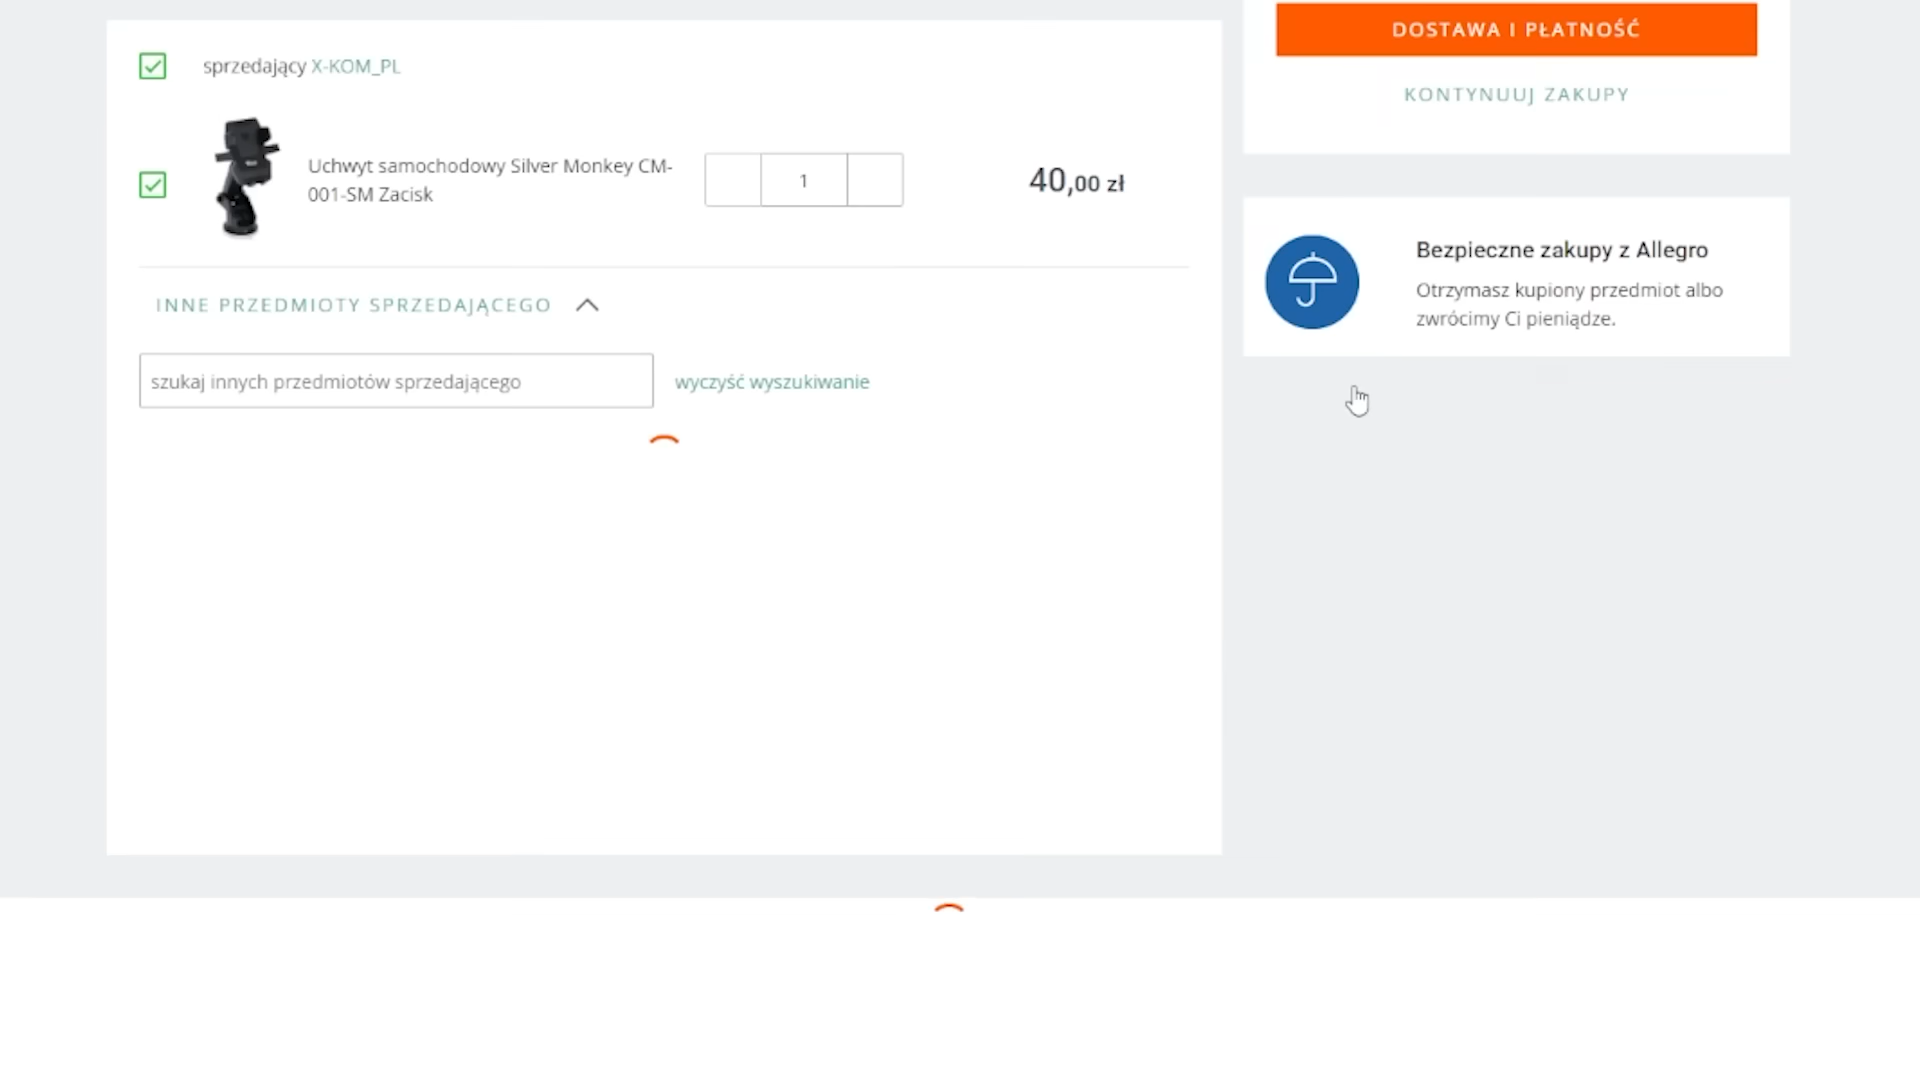 sprzedający X-KOM_PL
Uchwyt samochodowy Silver Monkey CM-
001-SM Zacisk
1
40,00 zł
INNE PRZEDMIOTY SPRZEDAJĄCEGO
szukaj innych przedmiotów sprzedającego
wyczyść wyszukiwanie
DOSTAWA I PŁATNOŚĆ
KONTYNUUJ ZAKUPY
Bezpieczne zakupy z Allegro
Otrzymasz kupiony przedmiot albo
zwrócimy Ci pieniądze.